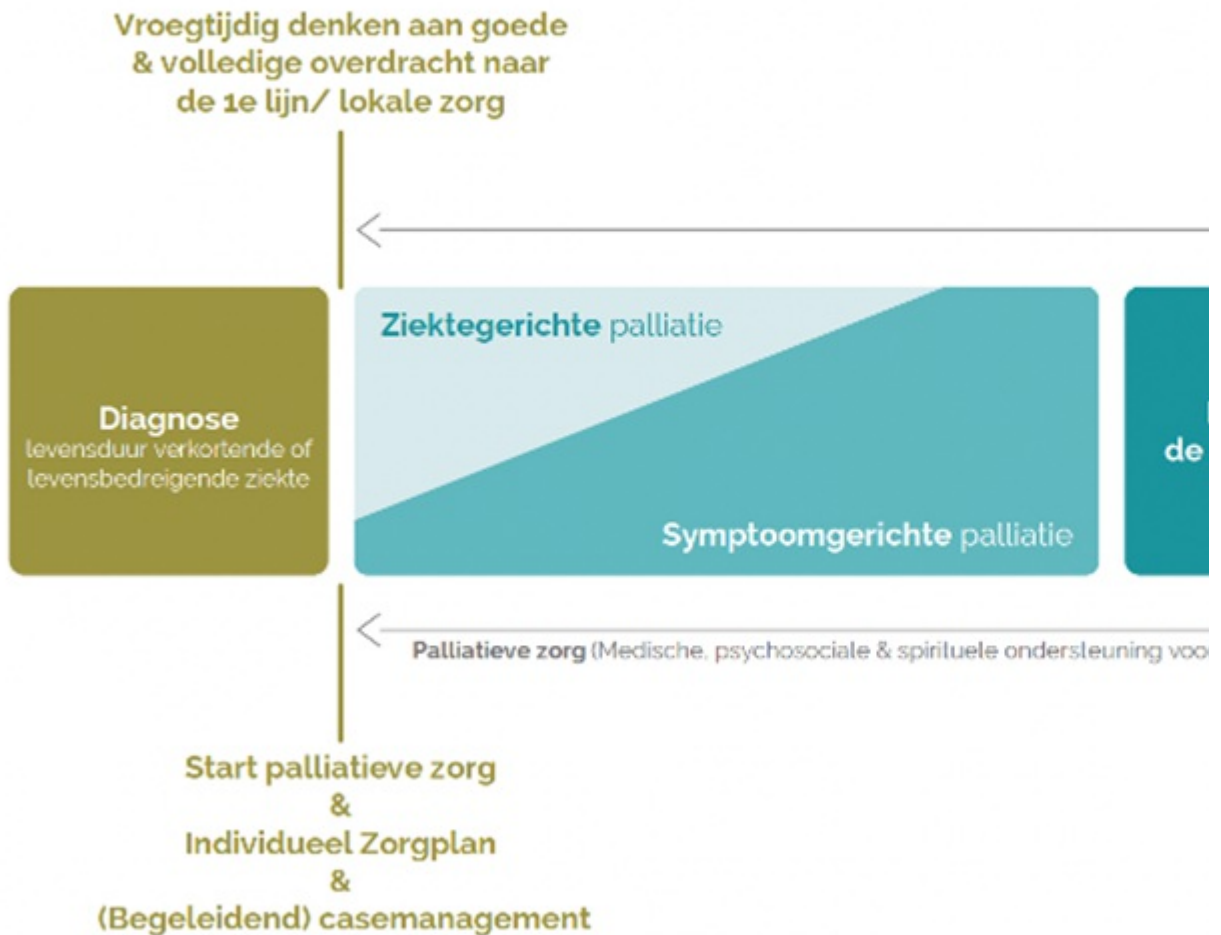 Vroegtijdig denken aan goede
& volledige overdracht naar
de 1e lijn/ lokale zorg
Diagnose
levensduur verkortende of
levensbedreigende ziekte
Ziektegerichte palliatie
Symptoomgerichte palliatie
de
Palliatieve zorg (Medische, psychosociale & spirituele ondersteuning
Start palliatieve zorg
&
Individueel Zorgplan
&
(Begeleidend) casemanagement